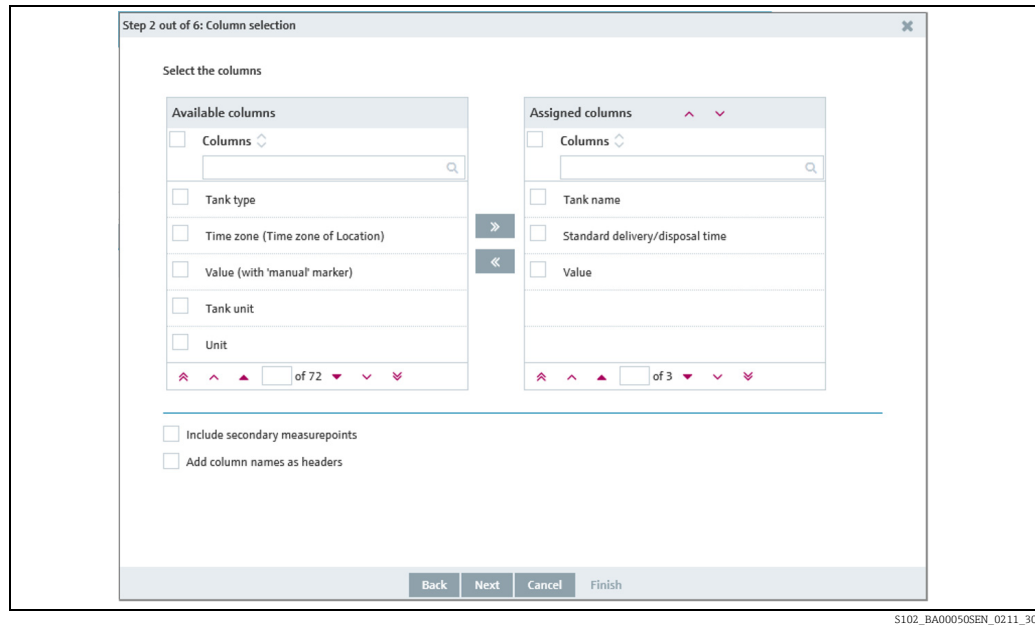 Step 2 out of 6: Column selection
Select the columns
Available columns
Columns
Tank type
Time zone (Time zone of Location)
Value (with 'manual' marker)
Tank unit
Unit
of 72
Assigned columns
Columns
Tank name
Standard delivery/disposal time
Value
of 3
Include secondary measurepoints
Add column names as headers
Back Next Cancel Finish